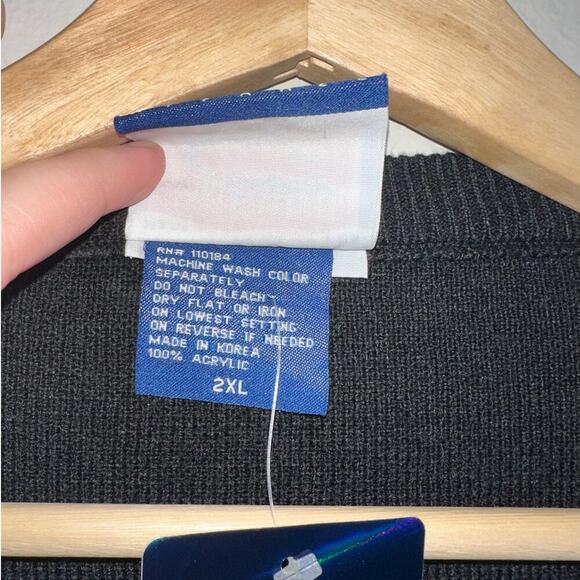 RN# 110184
MACHINE WASH COLOR
SEPARATELY
DO NOT BLEACH
DRY FLAT OR IRON
ON LOWEST SETTING
ON REVERSE IF NEEDED
MADE IN KOREA
100% ACRYLIC
2XL